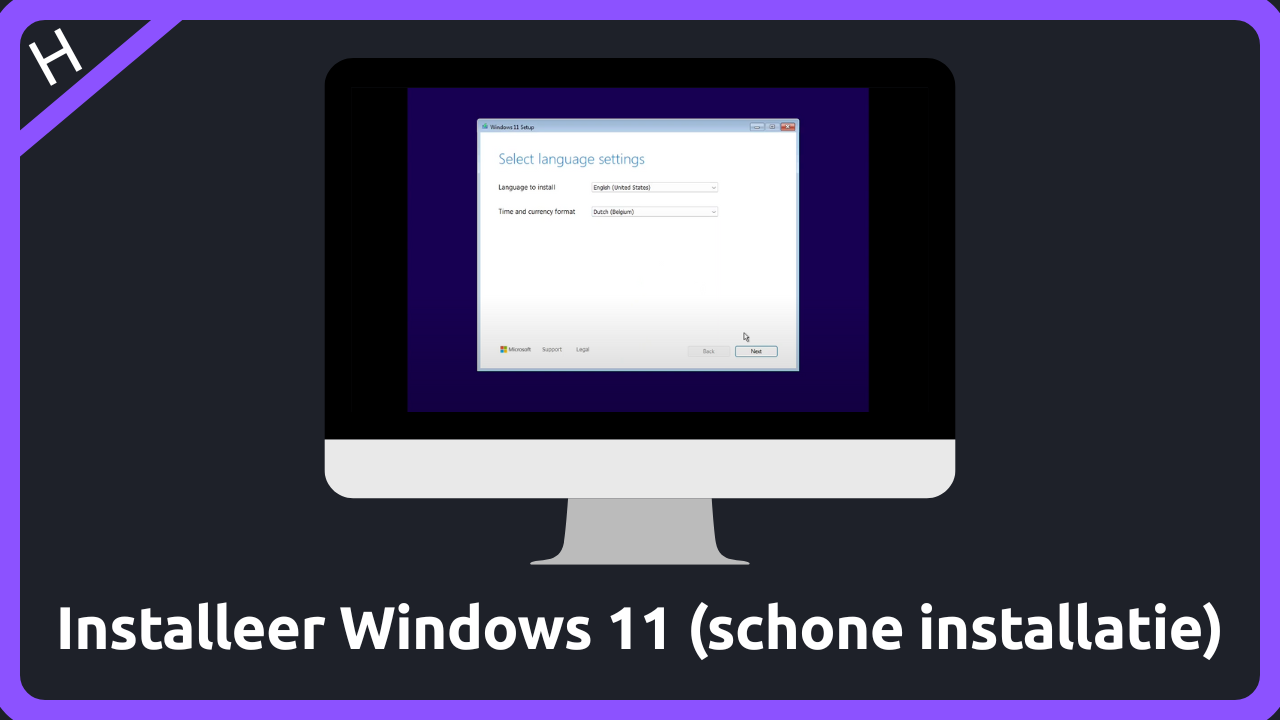 H
Windows 11 Setup
Select language settings
Language to install English (United States)
Time and currency format Dutch (Belgium)
Microsoft Support Legal Back Next
Installeer Windows 11 (schone installatie)